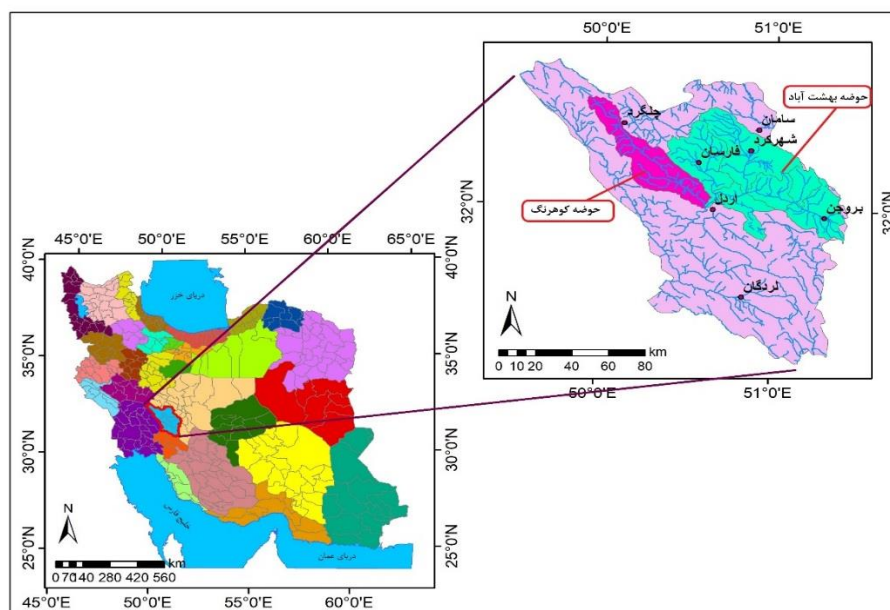 50°0'E
51°0'E
حوضه بهشت آباد
چلگرد
سامان
شهرکرد
فارسان
32°0'N
اردل
بروجن
32°0'N
حوضه کوهرنگ
لردگان
N
0 10 20 40 60 80
km
50°0'E
51°0'E
45°0'E
50°0'E
55°0'E
60°0'E
65°0'E
40°0'N
40°0'N
دریای خزر
35°0'N
35°0'N
30°0'N
30°0'N
N
خلیج فارس
25°0'N
25°0'N
دریای عمان
km
0 70 140 280 420 560
45°0'E
50°0'E
55°0'E
60°0'E